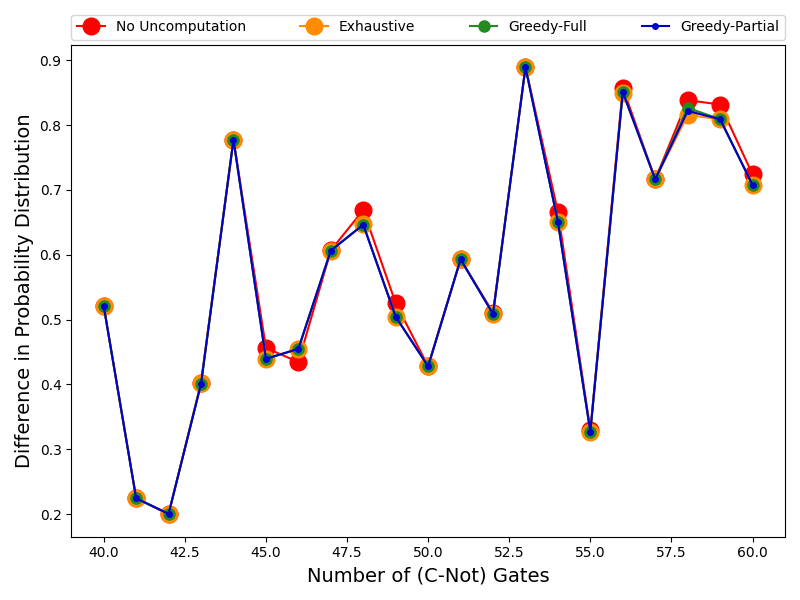 No Uncomputation Exhaustive Greedy-Full Greedy-Partial
Difference in Probability Distribution
0.9
0.8
0.7
0.6
0.5
0.4
0.3
0.2
40.0 42.5 45.0 47.5 50.0 52.5 55.0 57.5 60.0
Number of (C-Not) Gates